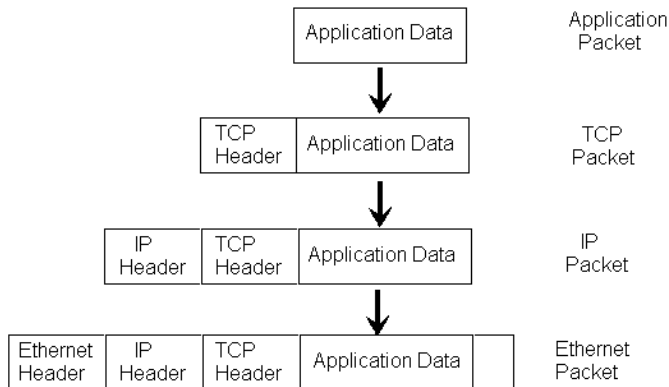 Application Data
Application
Packet
TCP
Header
Application Data
TCP
Packet
IP
Header
TCP
Header
Application Data
IP
Packet
Ethernet
Header
IP
Header
TCP
Header
Application Data
Ethernet
Packet